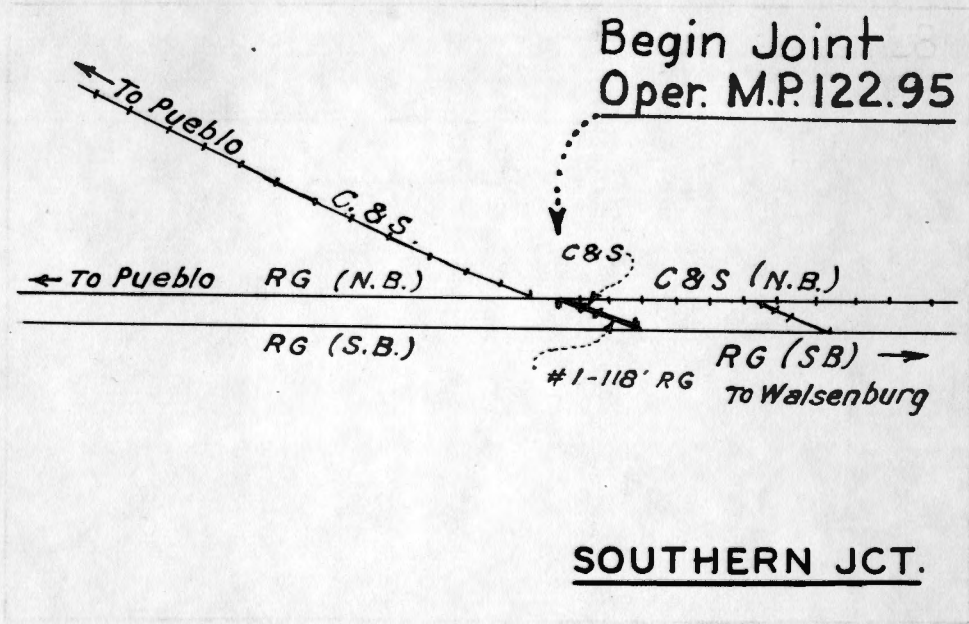 Begin Joint
Oper. M.P. 122.95
To Pueblo
C. & S.
C & S
To Pueblo
RG (N.B.)
C & S (N.B.)
RG (S.B.)
#1-118' RG
RG (SB)
To Walsenburg
SOUTHERN JCT.